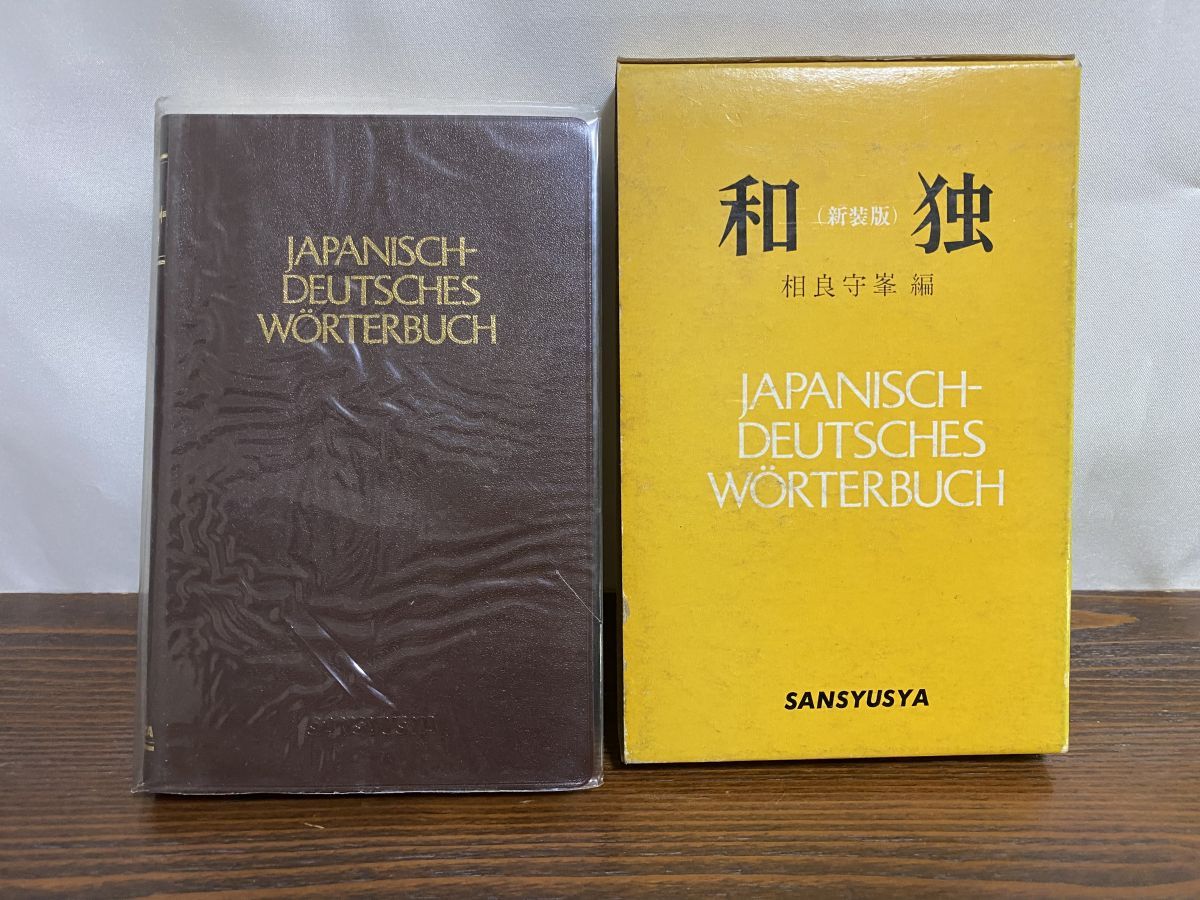 JAPANISCH-
DEUTSCHES
WÖRTERBUCH
SANSYUSYA
和(新装版)独
相良守峯 編
JAPANISCH-
DEUTSCHES
WÖRTERBUCH
SANSYUSYA